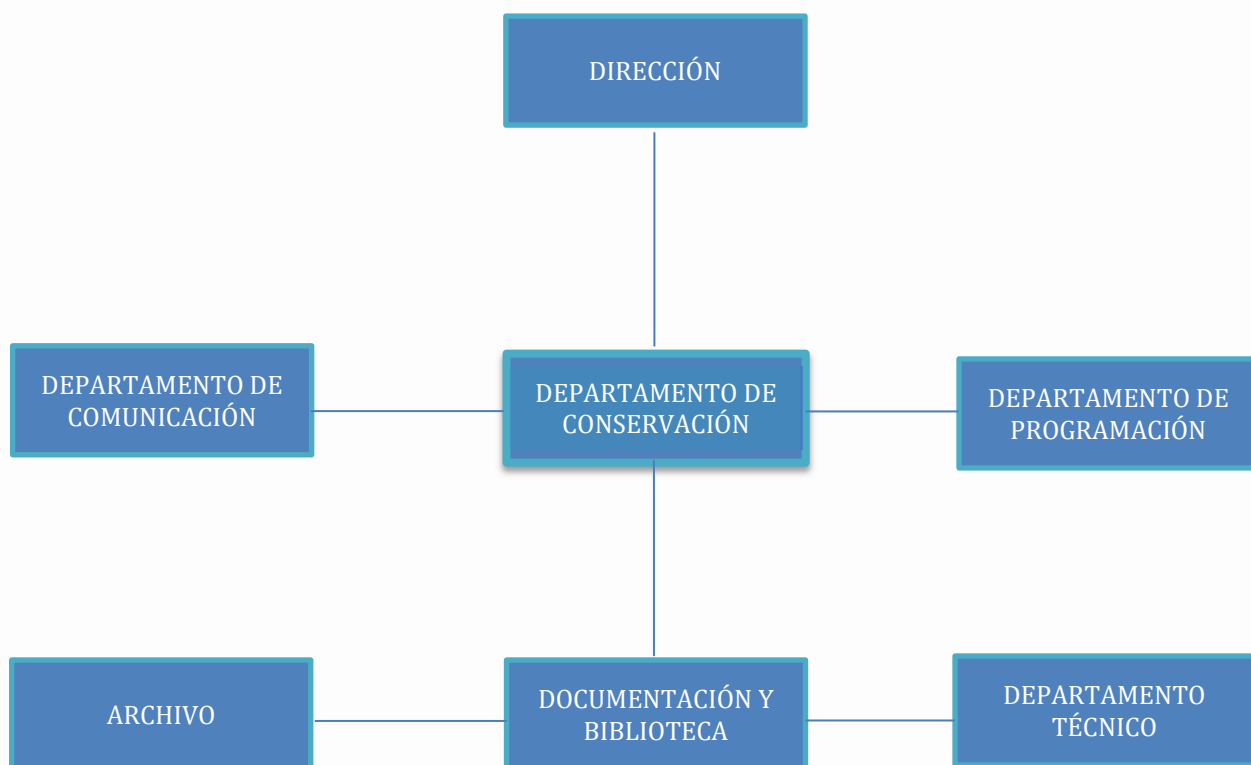 DIRECCIÓN
DEPARTAMENTO DE
COMUNICACIÓN
DEPARTAMENTO DE
CONSERVACIÓN
DEPARTAMENTO DE
PROGRAMACIÓN
ARCHIVO
DOCUMENTACIÓN Y
BIBLIOTECA
DEPARTAMENTO
TÉCNICO